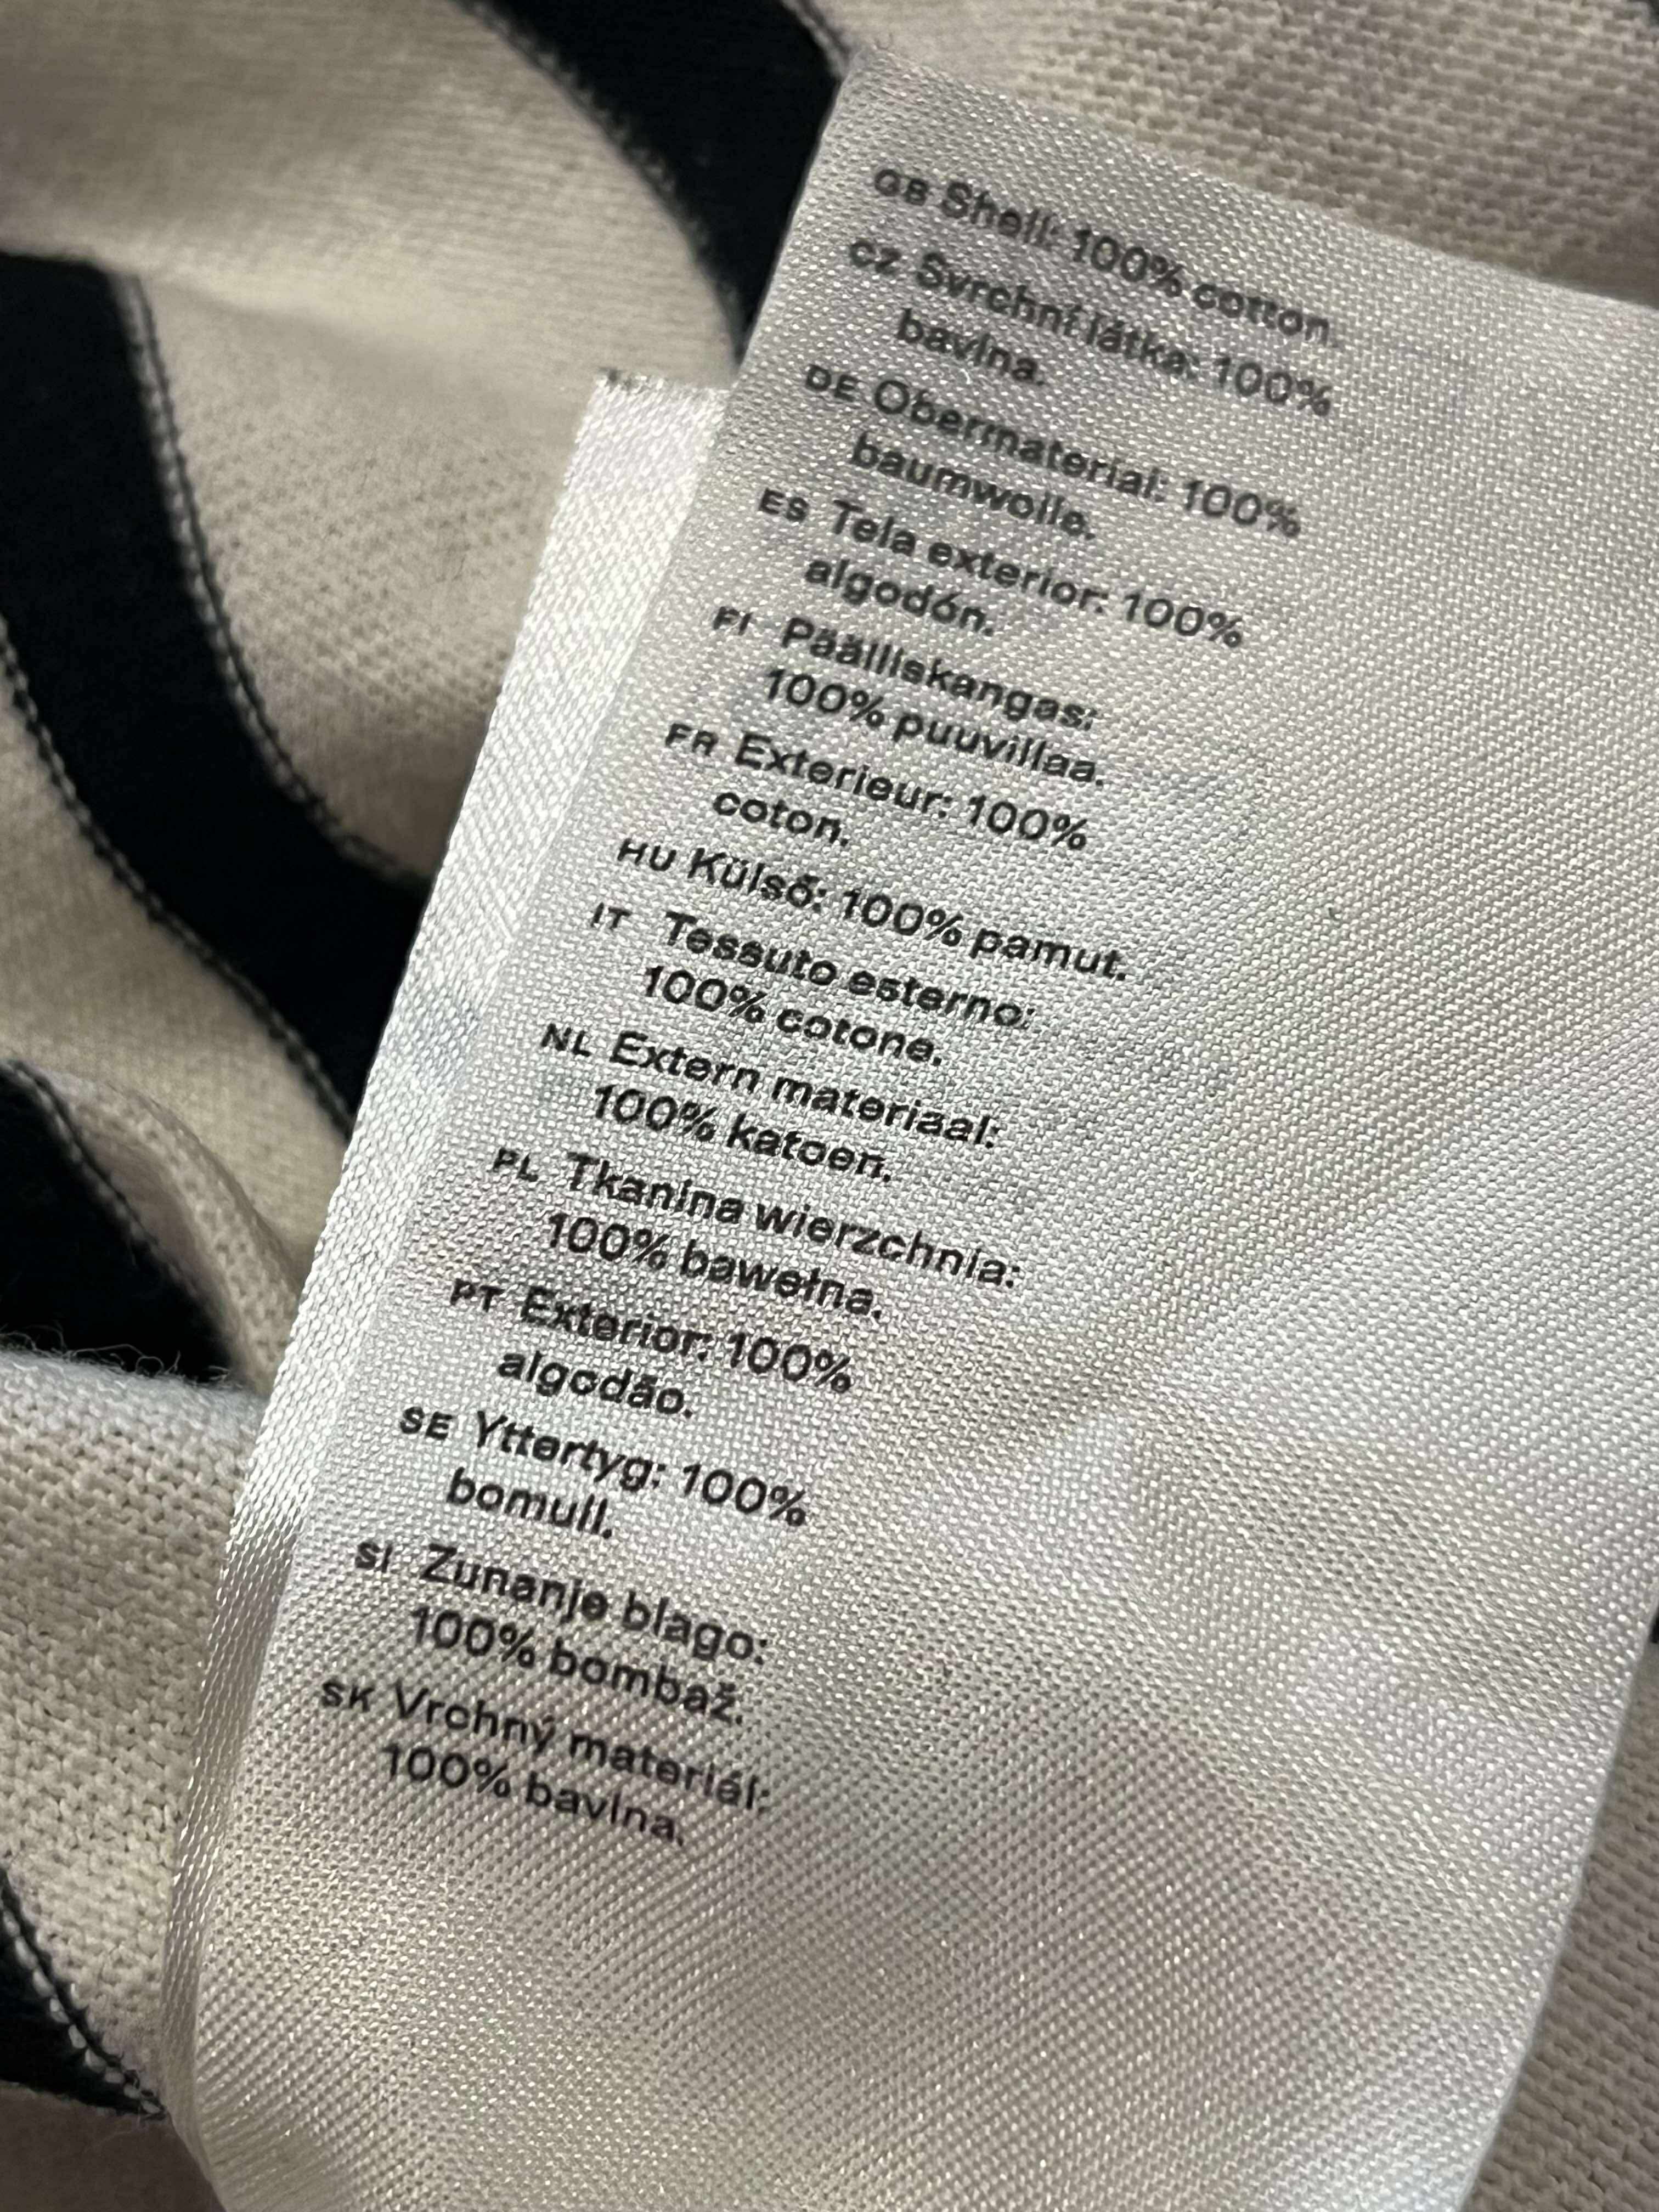 GB Shell: 100% cotton.
CZ Svrchní látka: 100%
bavlna.
DE Obermaterial: 100%
baumwolle.
ES Tela exterior: 100%
algodón.
FI Päälliskangas:
100% puuvillaa.
FR Exterieur: 100%
coton.
HU Külső: 100% pamut.
IT Tessuto esterno:
100% cotone.
NL Extern materiaal:
100% katoen.
PL Tkanina wierzchnia:
100% bawełna.
PT Exterior: 100%
algodão.
SE Yttertyg: 100%
bomull.
SI Zunanje blago:
100% bombaž.
SK Vrchný materiál:
100% bavlna.